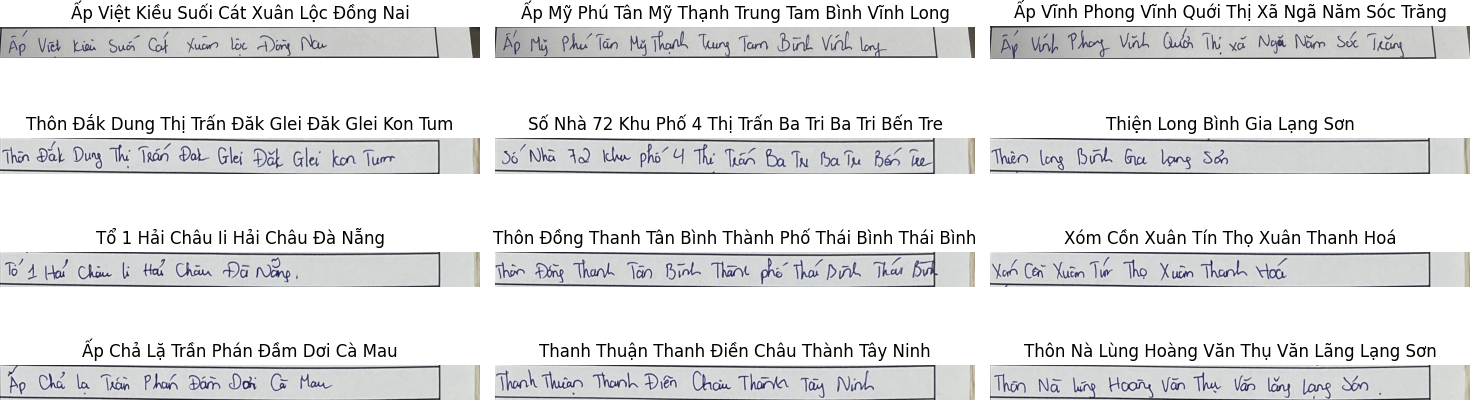 Ấp Việt Kiều Suối Cát Xuân Lộc Đồng Nai
Ấp Mỹ Phú Tân Mỹ Thạnh Trung Tam Bình Vĩnh Long
Ấp Vĩnh Phong Vĩnh Quới Thị Xã Ngã Năm Sóc Trăng
Ấp Việt Kiều Suối Cát Xuân Lộc Đồng Nai
Ấp Mỹ Phú Tân Mỹ Thạnh Trung Tam Bình Vĩnh Long
Ấp Vĩnh Phong Vĩnh Quới Thị xã Ngã Năm Sóc Trăng
Thôn Đắk Dung Thị Trấn Đăk Glei Đăk Glei Kon Tum
Số Nhà 72 Khu Phố 4 Thị Trấn Ba Tri Ba Tri Bến Tre
Thiện Long Bình Gia Lạng Sơn
Thôn Đắk Dung Thị Trấn Đak Glei Đăk Glei Kon Tum
Số Nhà 72 Khu phố 4 Thị Trấn Ba Tri Ba Tri Bến Tre
Thiện Long Bình Gia Lạng Sơn
Tổ 1 Hải Châu Ii Hải Châu Đà Nẵng
Thôn Đồng Thanh Tân Bình Thành Phố Thái Bình Thái Bình
Xóm Cồn Xuân Tín Thọ Xuân Thanh Hoá
Tổ 1 Hải Châu Ii Hải Châu Đà Nẵng.
Thôn Đồng Thanh Tân Bình Thành phố Thái Bình Thái Bình
Xóm Cồn Xuân Tín Thọ Xuân Thanh Hoá
Ấp Chả Lặ Trần Phán Đầm Dơi Cà Mau
Thanh Thuận Thanh Điền Châu Thành Tây Ninh
Thôn Nà Lùng Hoàng Văn Thụ Văn Lãng Lạng Sơn
Ấp Chả Lạ Trần Phán Đầm Dơi Cà Mau
Thanh Thuận Thanh Điền Châu Thành Tây Ninh
Thôn Nà Lùng Hoàng Văn Thụ Văn Lãng Lạng Sơn.